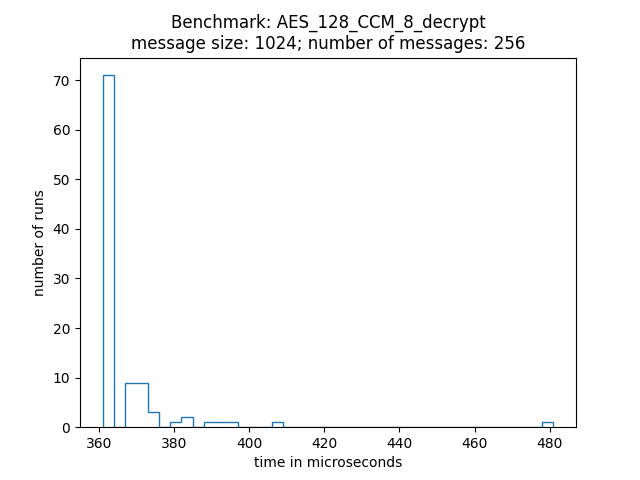 Benchmark: AES_128_CCM_8_decrypt
message size: 1024; number of messages: 256
70
60
50
40
30
20
10
0
number of runs
360 380 400 420 440 460 480
time in microseconds